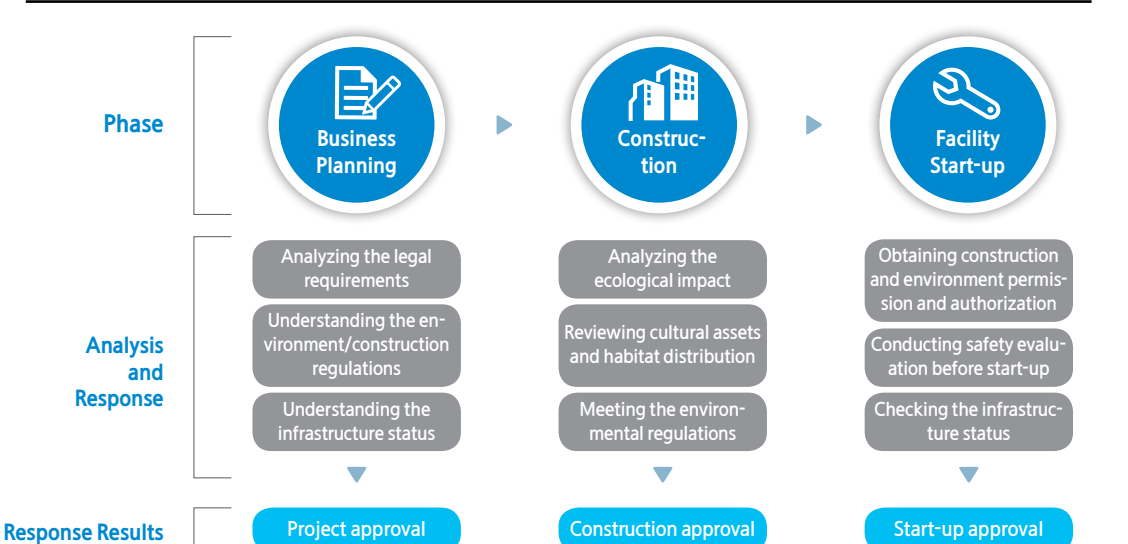 Phase
Business
Planning
Construc-
tion
Facility
Start-up
Analysis
and
Response
Analyzing the legal
requirements
Understanding the en-
vironment/construction
regulations
Understanding the
infrastructure status
Analyzing the
ecological impact
Reviewing cultural assets
and habitat distribution
Meeting the environ-
mental regulations
Obtaining construction
and environment permis-
sion and authorization
Conducting safety evalu-
ation before start-up
Checking the infrastruc-
ture status
Response Results
Project approval
Construction approval
Start-up approval